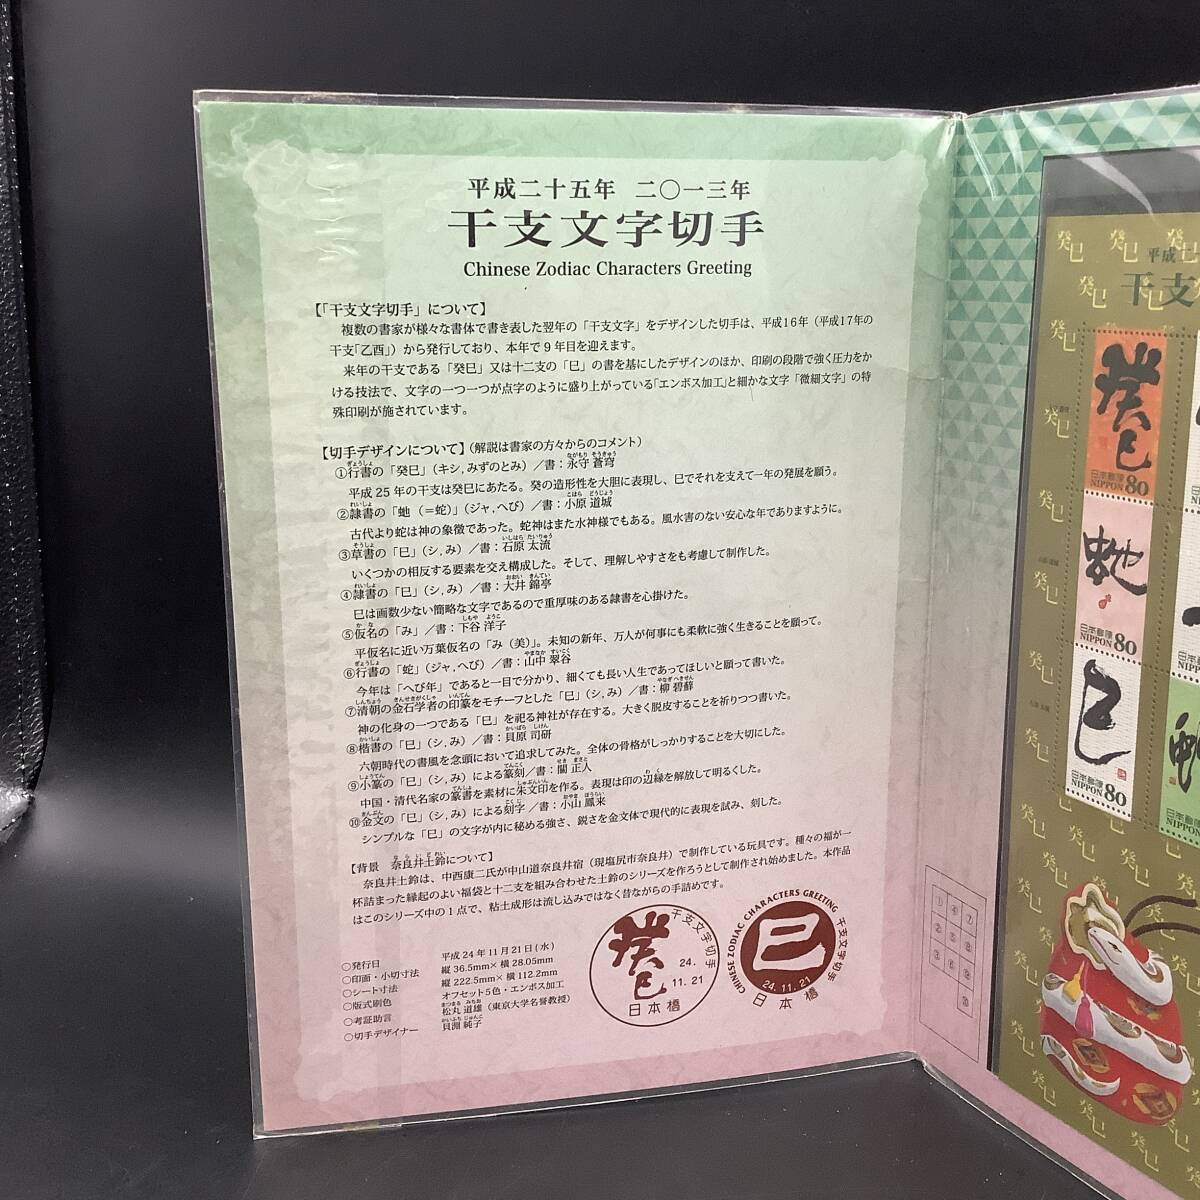 平成二十五年 二〇一三年
干支文字切手
Chinese Zodiac Characters Greeting
【「干支文字切手」について】
複数の書家が様々な書体で書き表した翌年の「干支文字」をデザインした切手は、平成16年（平成17年の
干支「乙酉」）から発行しており、本年で9年目を迎えます。
来年の干支である「癸巳」又は十二支の「巳」の書を基にしたデザインのほか、印刷の段階で強く圧力をか
ける技法で、文字の一つ一つが点字のように盛り上がっている「エンボス加工」と細かな文字「微細文字」の特
殊印刷が施されています。
【切手デザインについて】（解説は書家の方々からのコメント）
①行書の「癸巳」（キシ,みずのとみ）／書：永守 蒼穹
平成25年の干支は癸巳にあたる。癸の造形性を大胆に表現し、巳でそれを支えて一年の発展を願う。
②隷書の「虵（＝蛇）」（ジャ,へび）／書：小原 道城
古代より蛇は神の象徴であった。蛇神はまた水神様でもある。風水害のない安心な年でありますように。
③草書の「巳」（シ,み）／書：石原 太流
いくつかの相反する要素を交え構成した。そして、理解しやすさをも考慮して制作した。
④隷書の「巳」（シ,み）／書：大井 錦亭
巳は画数少ない簡略な文字であるので重厚味のある隷書を心掛けた。
⑤仮名の「み」／書：下谷 洋子
平仮名に近い万葉仮名の「み（美）」。未知の新年、万人が何事にも柔軟に強く生きることを願って。
⑥行書の「蛇」（ジャ,へび）／書：山中 翠谷
今年は「へび年」であると一目で分かり、細くても長い人生であってほしいと願って書いた。
⑦清朝の金石学者の印篆をモチーフとした「巳」（シ,み）／書：柳 碧蘚
神の化身の一つである「巳」を祀る神社が存在する。大きく脱皮することを祈りつつ書いた。
⑧楷書の「巳」（シ,み）／書：貝原 司研
六朝時代の書風を念頭において追求してみた。全体の骨格がしっかりすることを大切にした。
⑨小篆の「巳」（シ,み）による篆刻／書：關 正人
中国・清代名家の篆書を素材に朱文印を作る。表現は印の辺縁を解放して明るくした。
⑩金文の「巳」（シ,み）による刻字／書：小山 鳳来
シンプルな「巳」の文字が内に秘める強さ、鋭さを金文体で現代的に表現を試み、刻した。
【背景 奈良井土鈴について】
奈良井土鈴は、中西康二氏が中山道奈良井宿（現塩尻市奈良井）で制作している玩具です。種々の福が一
杯詰まった縁起のよい福袋と十二支を組み合わせた土鈴のシリーズを作ろうとして制作され始めました。本作品
はこのシリーズ中の1点で、粘土成形は流し込みではなく昔ながらの手詰めです。
○発行日 平成24年11月21日(水)
○印面・小切寸法 縦36.5mm×横28.05mm
○シート寸法 縦222.5mm×横112.2mm
○版式刷色 オフセット5色・エンボス加工
○考証助言 松丸 道雄（東京大学名誉教授）
○切手デザイナー 貝淵 純子
癸巳
干支文字切手
24.
11.21
日本橋
CHINESE ZODIAC CHARACTERS GREETING
巳
干支文字切手
24.11.21
日本橋
平成二
干支
癸巳
日本郵便
NIPPON 80
虵
日本郵便
NIPPON 80
巳
日本郵便
NIPPON 80
日本郵便
NIPPON